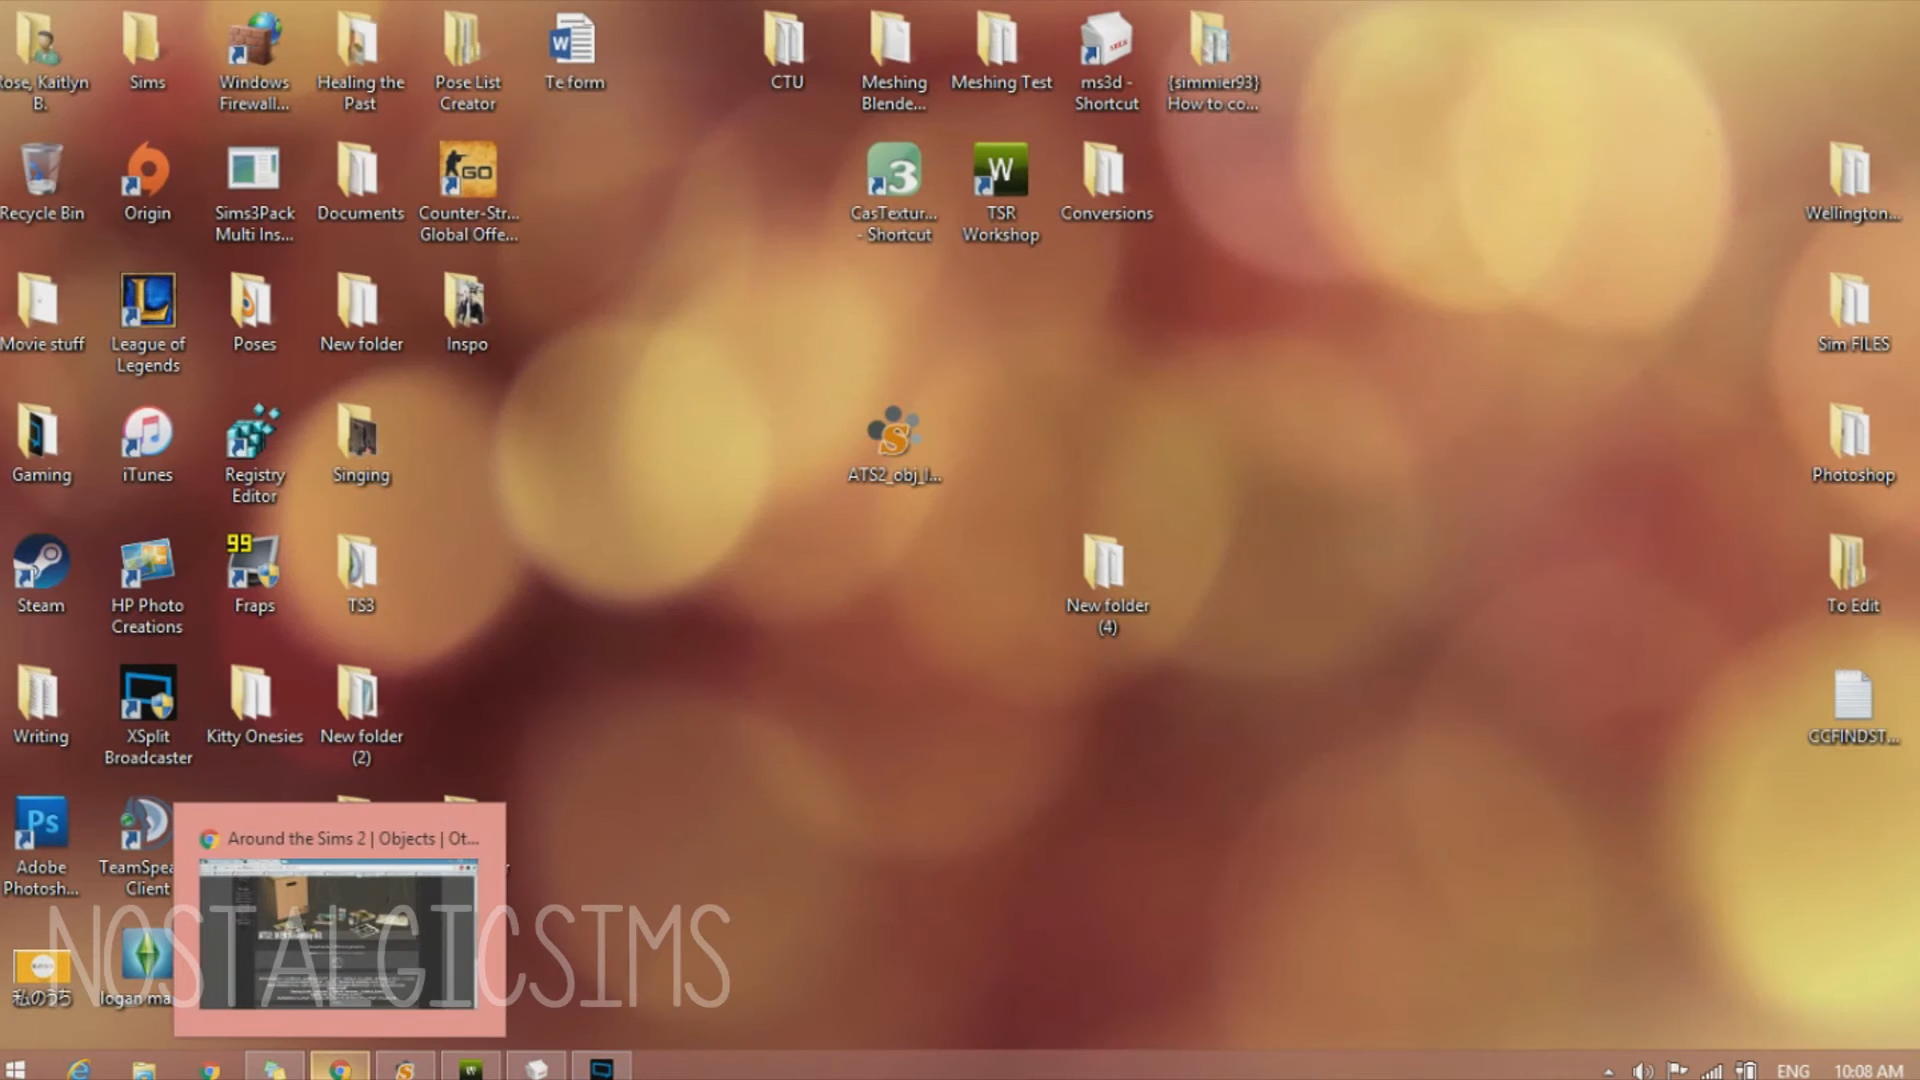 Rose, Kaitlyn B.
Sims
Windows Firewall...
Healing the Past
Pose List Creator
Te form
CTU
Meshing Blende...
Meshing Test
ms3d - Shortcut
{simmier93} How to co...
Recycle Bin
Origin
Sims3Pack Multi Ins...
Documents
Counter-Str... Global Offe...
CasTextur... - Shortcut
TSR Workshop
Conversions
Wellington...
Movie stuff
League of Legends
Poses
New folder
Inspo
Sim FILES
Gaming
iTunes
Registry Editor
Singing
ATS2_obj_l...
Photoshop
Steam
HP Photo Creations
99
Fraps
TS3
New folder (4)
To Edit
Writing
XSplit Broadcaster
Kitty Onesies
New folder (2)
CCFINDST...
Adobe Photosh...
TeamSpea Client
Around the Sims 2 | Objects | Ot...
NOSTALGICSIMS
私のうち
logan ma
ENG
10:08 AM